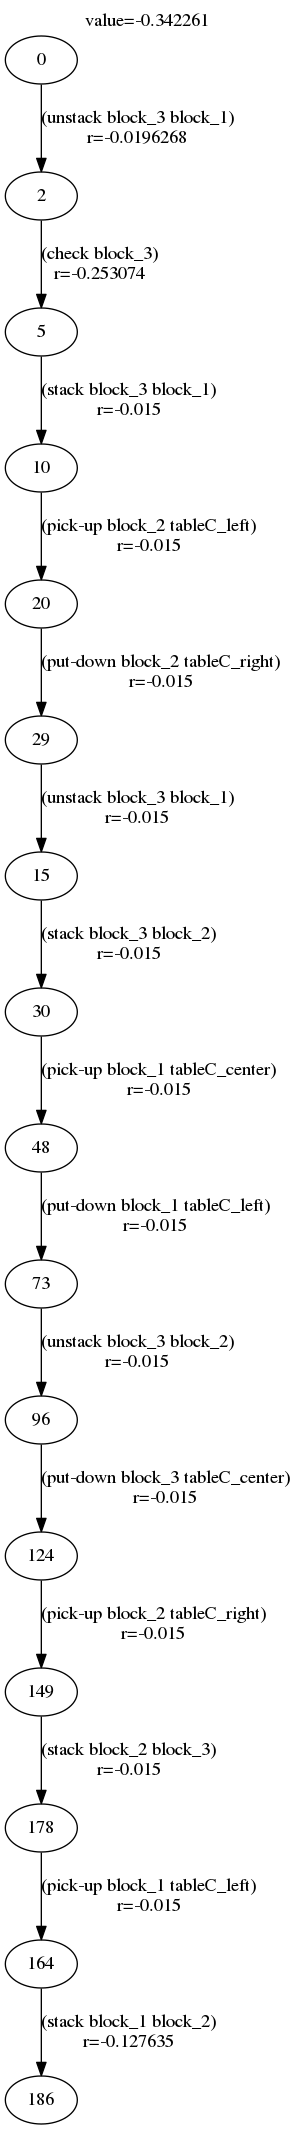 value=-0.342261
0
(unstack block_3 block_1)
r=-0.0196268
2
(check block_3)
r=-0.253074
5
(stack block_3 block_1)
r=-0.015
10
(pick-up block_2 tableC_left)
r=-0.015
20
(put-down block_2 tableC_right)
r=-0.015
29
(unstack block_3 block_1)
r=-0.015
15
(stack block_3 block_2)
r=-0.015
30
(pick-up block_1 tableC_center)
r=-0.015
48
(put-down block_1 tableC_left)
r=-0.015
73
(unstack block_3 block_2)
r=-0.015
96
(put-down block_3 tableC_center)
r=-0.015
124
(pick-up block_2 tableC_right)
r=-0.015
149
(stack block_2 block_3)
r=-0.015
178
(pick-up block_1 tableC_left)
r=-0.015
164
(stack block_1 block_2)
r=-0.127635
186